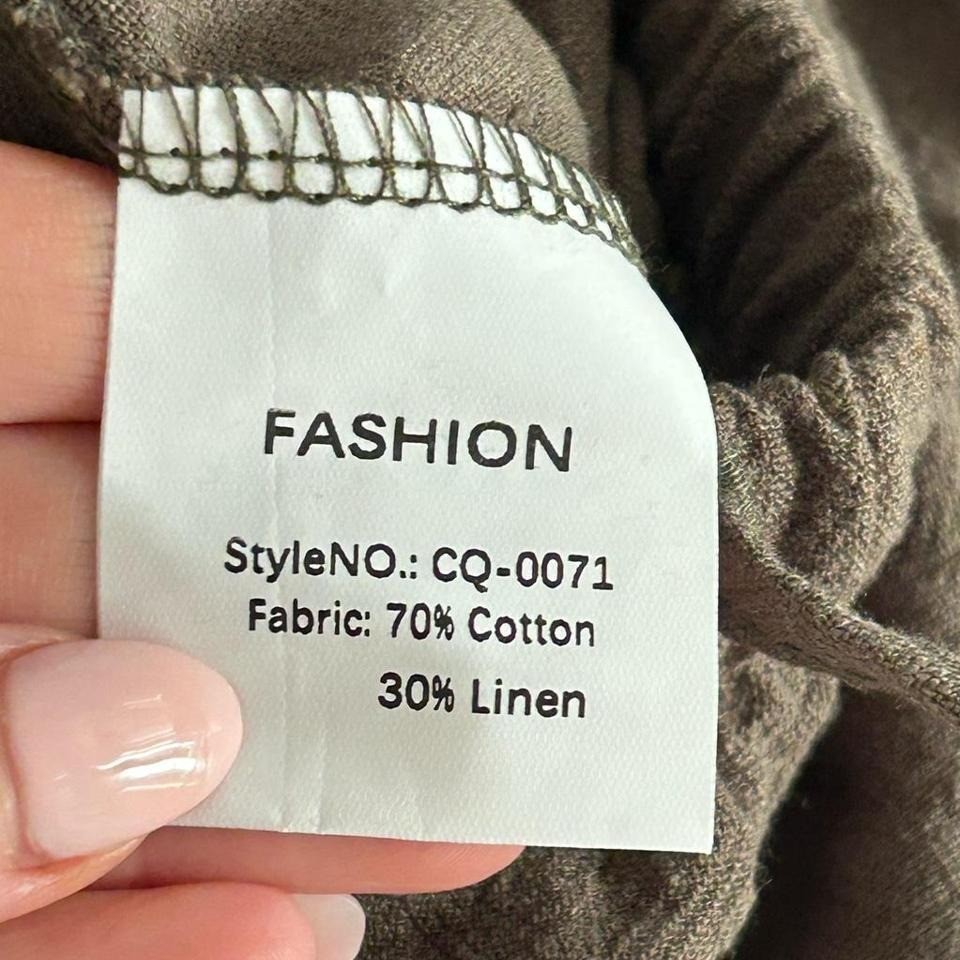 FASHION
StyleNO.: CQ-0071
Fabric: 70% Cotton
30% Linen